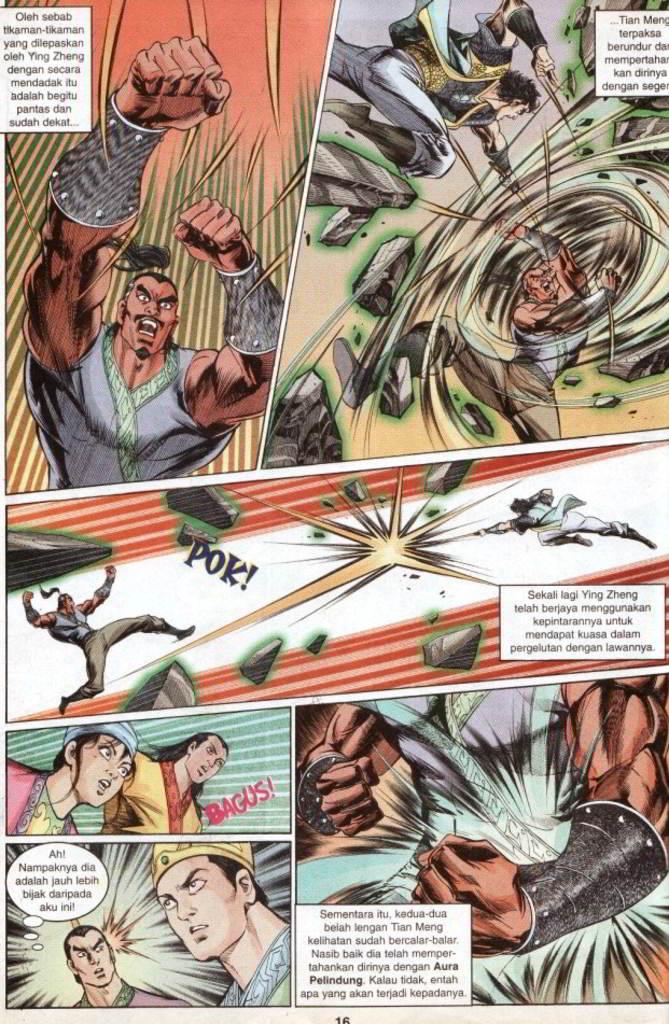 Oleh sebab
tikaman-tikaman
yang dilepaskan
oleh Ying Zheng
dengan secara
mendadak itu
adalah begitu
pantas dan
sudah dekat...
...Tian Meng
terpaksa
berundur dan
mempertahan
kan dirinya
dengan segera
POK!
Sekali lagi Ying Zheng
telah berjaya menggunakan
kepintarannya untuk
mendapat kuasa dalam
pergelutan dengan lawannya.
BAGUS!
Ah!
Nampaknya dia
adalah jauh lebih
bijak daripada
aku ini!
Sementara itu, kedua-dua
belah lengan Tian Meng
kelihatan sudah bercalar-balar.
Nasib baik dia telah memper-
tahankan dirinya dengan Aura
Pelindung. Kalau tidak, entah
apa yang akan terjadi kepadanya.
16